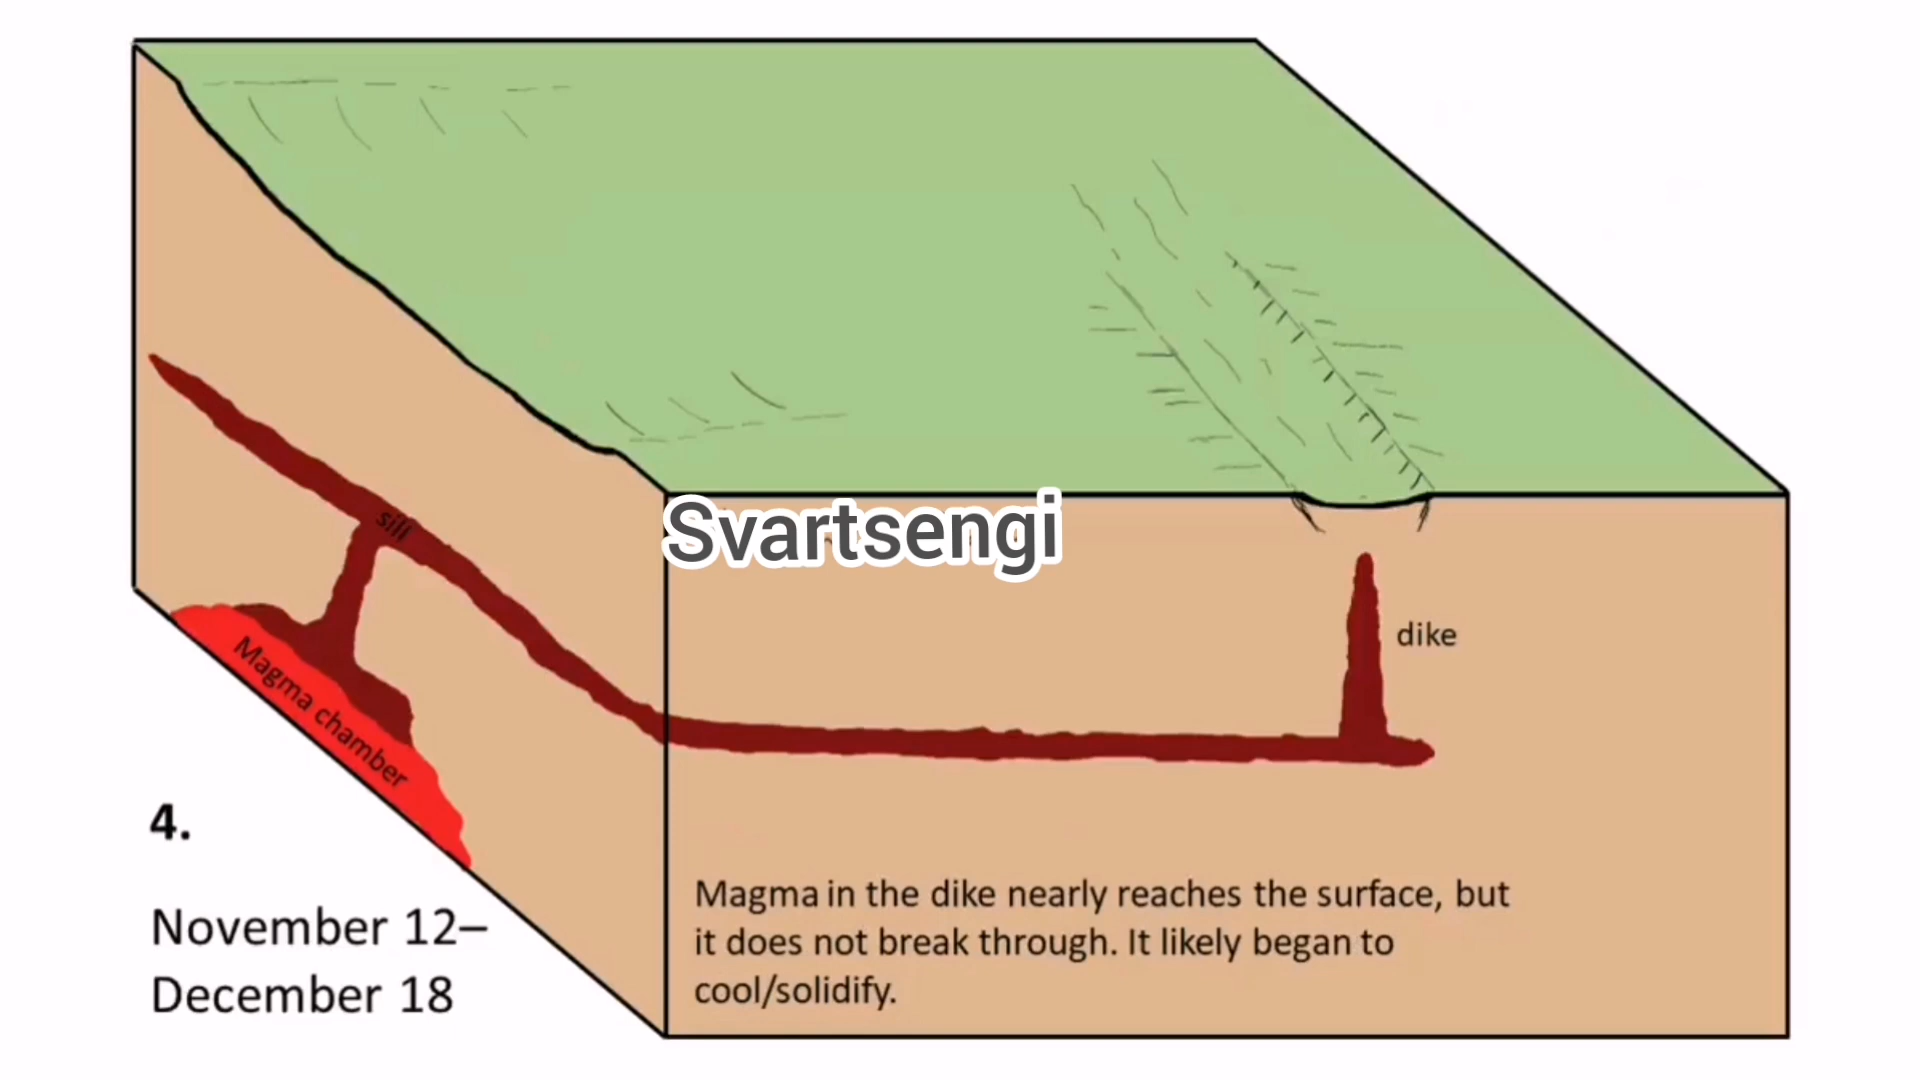 Svartsengi
sill
dike
Magma chamber
4.
November 12–
December 18
Magma in the dike nearly reaches the surface, but
it does not break through. It likely began to
cool/solidify.